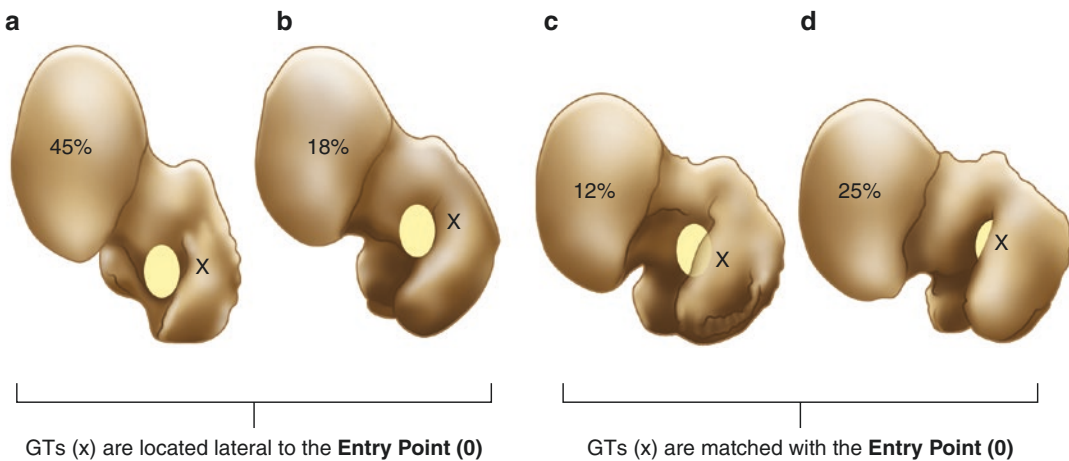 a
b
c
d
45%
18%
12%
25%
X
X
X
X
GTs (x) are located lateral to the Entry Point (0)
GTs (x) are matched with the Entry Point (0)